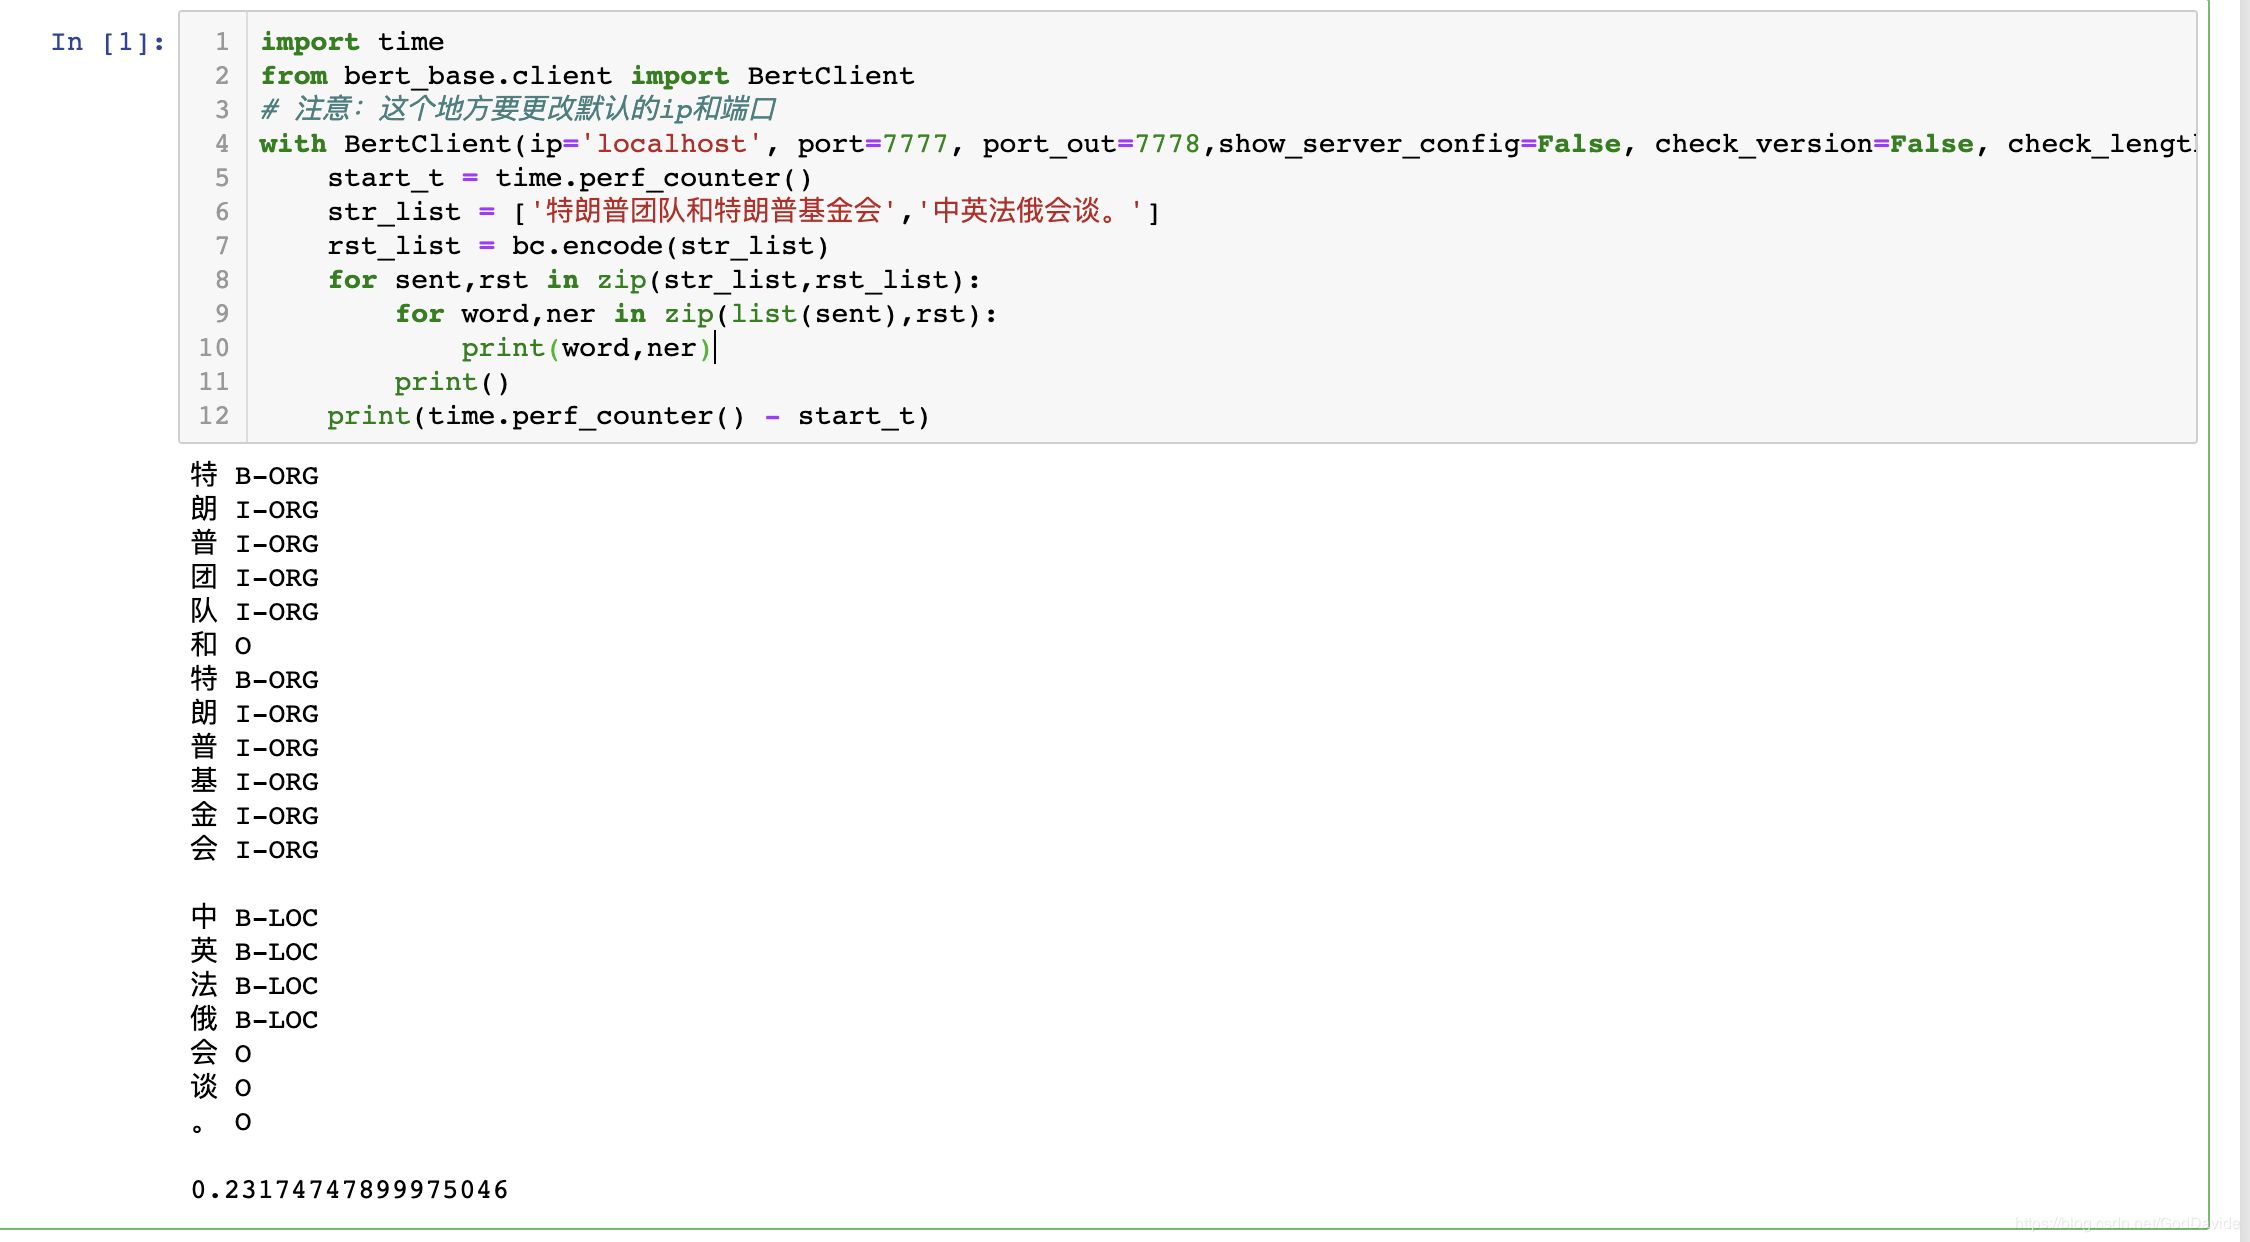 In [1]:
1 import time
2 from bert_base.client import BertClient
3 # 注意：这个地方要更改默认的ip和端口
4 with BertClient(ip='localhost', port=7777, port_out=7778,show_server_config=False, check_version=False, check_lengt
5     start_t = time.perf_counter()
6     str_list = ['特朗普团队和特朗普基金会','中英法俄会谈。']
7     rst_list = bc.encode(str_list)
8     for sent,rst in zip(str_list,rst_list):
9         for word,ner in zip(list(sent),rst):
10             print(word,ner)
11         print()
12     print(time.perf_counter() - start_t)
特 B-ORG
朗 I-ORG
普 I-ORG
团 I-ORG
队 I-ORG
和 O
特 B-ORG
朗 I-ORG
普 I-ORG
基 I-ORG
金 I-ORG
会 I-ORG
中 B-LOC
英 B-LOC
法 B-LOC
俄 B-LOC
会 O
谈 O
。 O
0.23174747899975046
https://blog.csdn.net/GodDavide